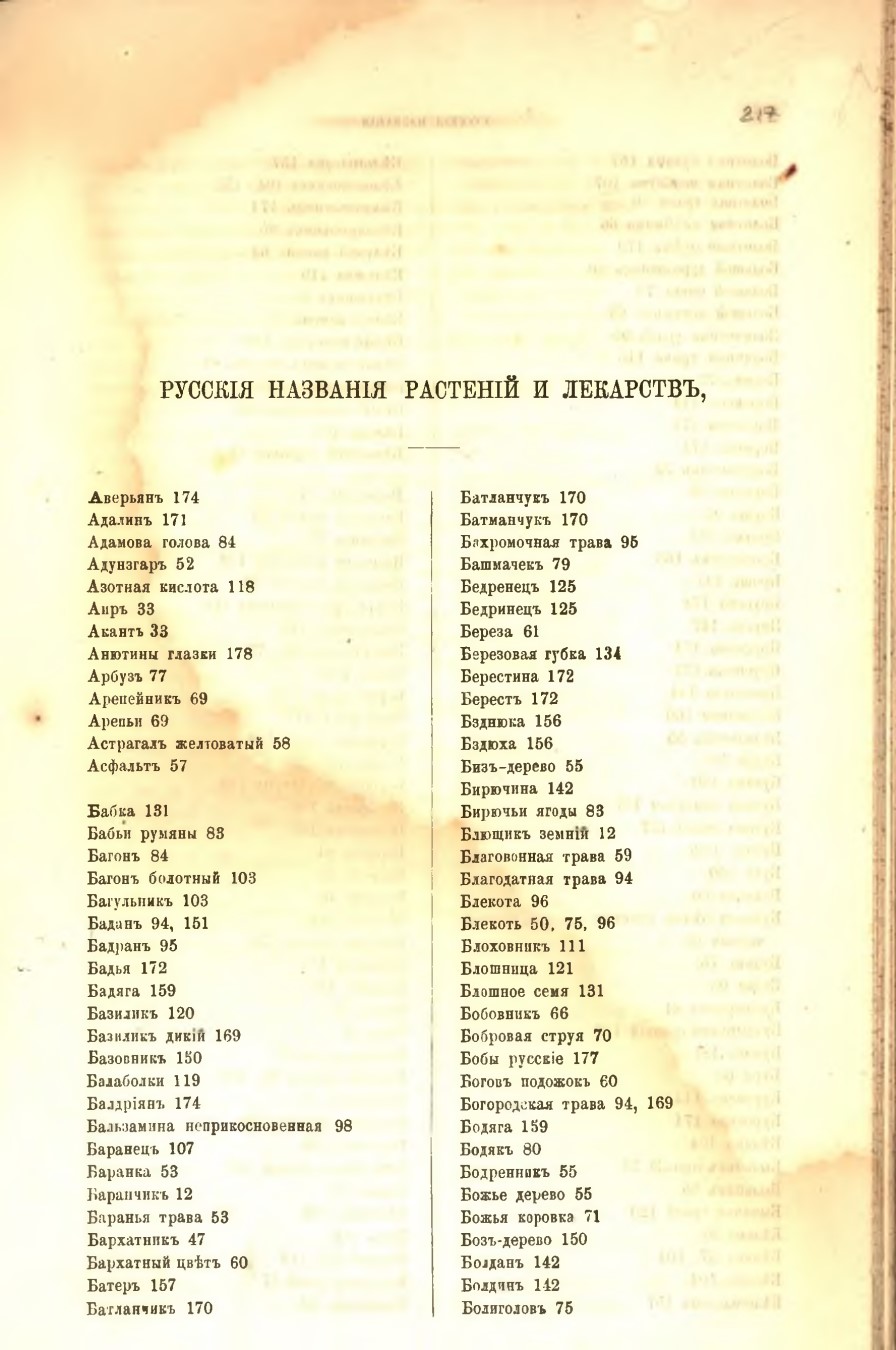 217
РУССКІЯ НАЗВАНІЯ РАСТЕНІЙ И ЛЕКАРСТВЪ,
Аверьянъ 174
Адалинъ 171
Адамова голова 84
Адунзгаръ 52
Азотная кислота 118
Аиръ 33
Акантъ 33
Анютины глазки 178
Арбузъ 77
Арепейникъ 69
Арепьи 69
Астрагалъ желтоватый 58
Асфальтъ 57
Бабка 131
Бабьи румяны 83
Багонъ 84
Багонъ болотный 103
Багульникъ 103
Баданъ 94, 151
Бадранъ 95
Бадья 172
Бадяга 159
Базиликъ 120
Базиликъ дикій 169
Базовникъ 150
Балаболки 119
Балдріянъ 174
Бальзамина неприкосновенная 98
Баранецъ 107
Баранка 53
Баранчикъ 12
Баранья трава 53
Бархатникъ 47
Бархатный цвѣтъ 60
Батеръ 157
Батланчикъ 170
Батланчукъ 170
Батманчукъ 170
Бахромочная трава 95
Башмачекъ 79
Бедренецъ 125
Бедринецъ 125
Береза 61
Березовая губка 134
Берестина 172
Берестъ 172
Бзднюка 156
Бздюха 156
Бизъ-дерево 55
Бирючина 142
Бирючьи ягоды 83
Блющикъ земній 12
Благовонная трава 59
Благодатная трава 94
Блекота 96
Блекоть 50, 75, 96
Блоховникъ 111
Блошница 121
Блошное семя 131
Бобовникъ 66
Бобровая струя 70
Бобы русскіе 177
Боговъ подожокъ 60
Богородская трава 94, 169
Бодяга 159
Бодякъ 80
Бодренникъ 55
Божье дерево 55
Божья коровка 71
Бозъ-дерево 150
Болданъ 142
Болдинъ 142
Болиголовъ 75